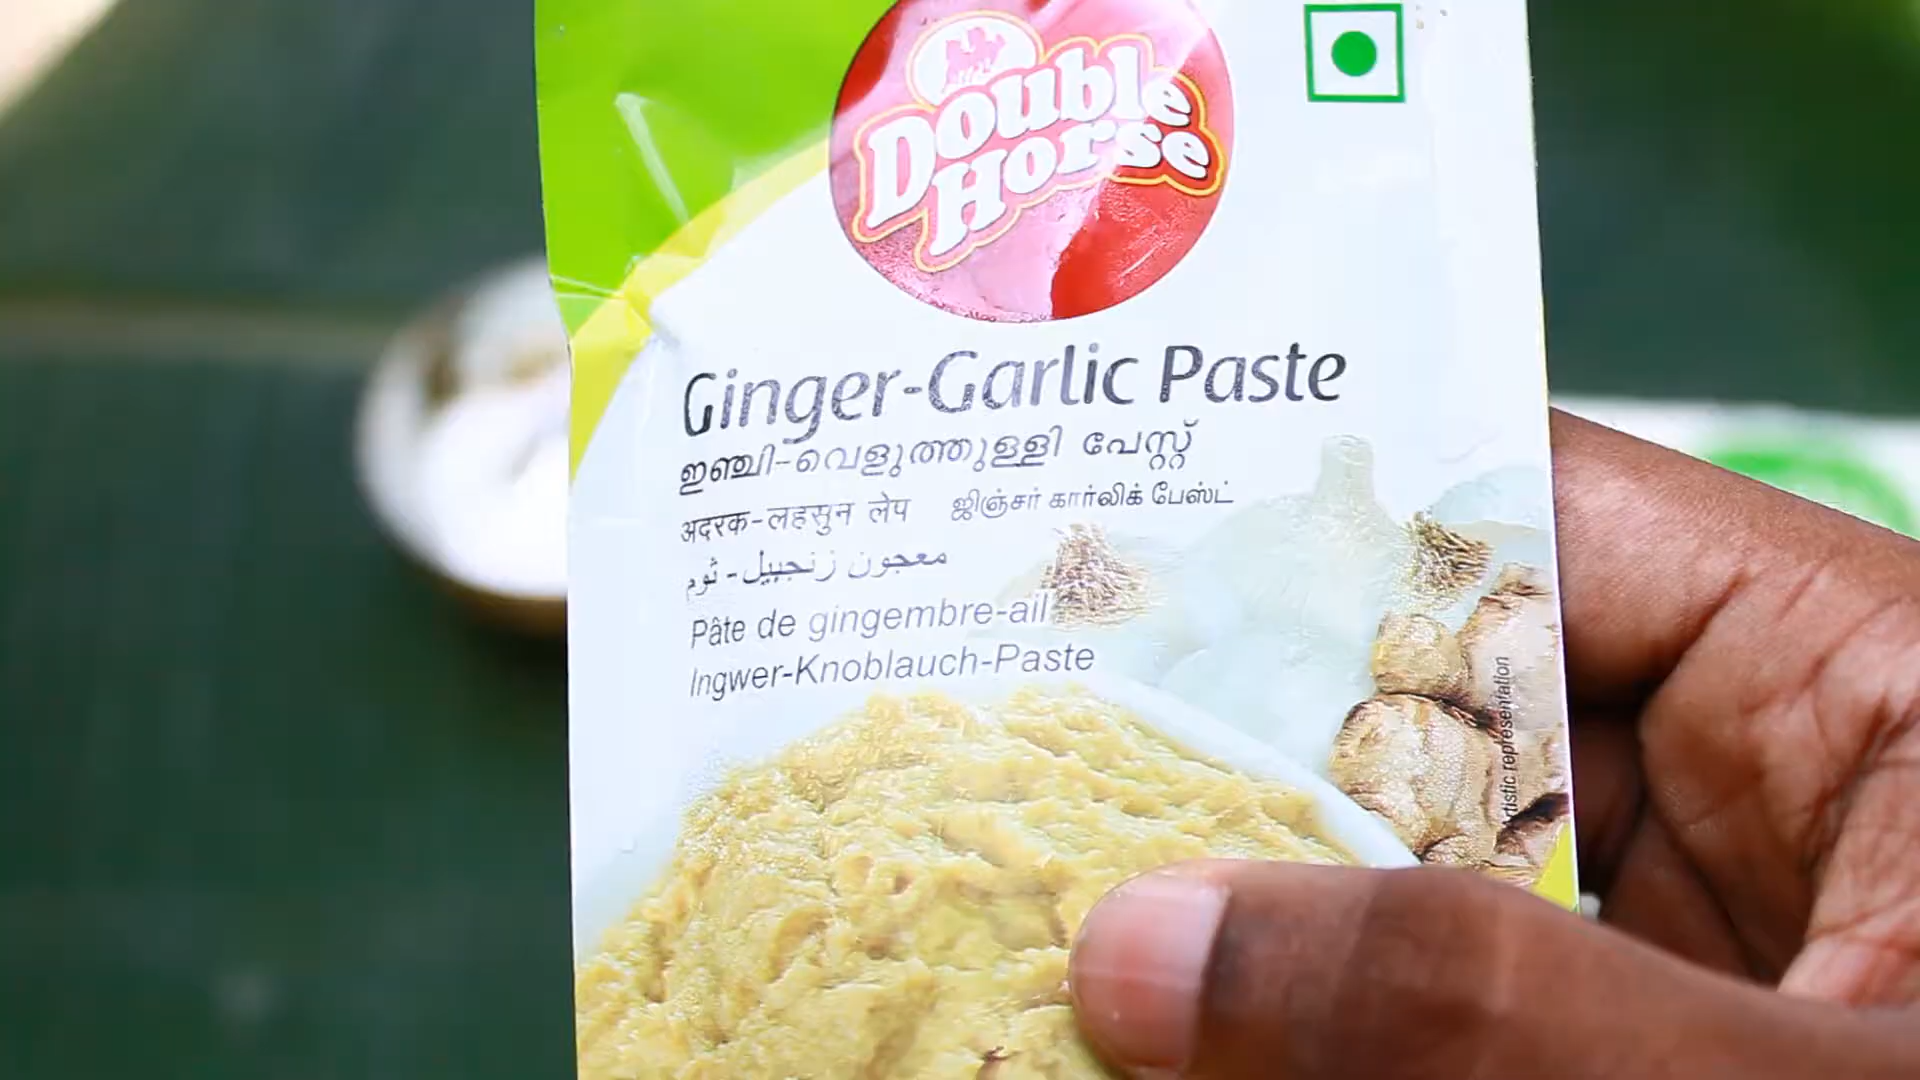 Double
Horse
Ginger-Garlic Paste
ഇഞ്ചി-വെളുത്തുള്ളി പേസ്റ്റ്
अदरक-लहसुन लेप ஜிஞ்சர் கார்லிக் பேஸ்ட்
معجون زنجبيل - ثوم
Pâte de gingembre-ail
Ingwer-Knoblauch-Paste
Artistic representation